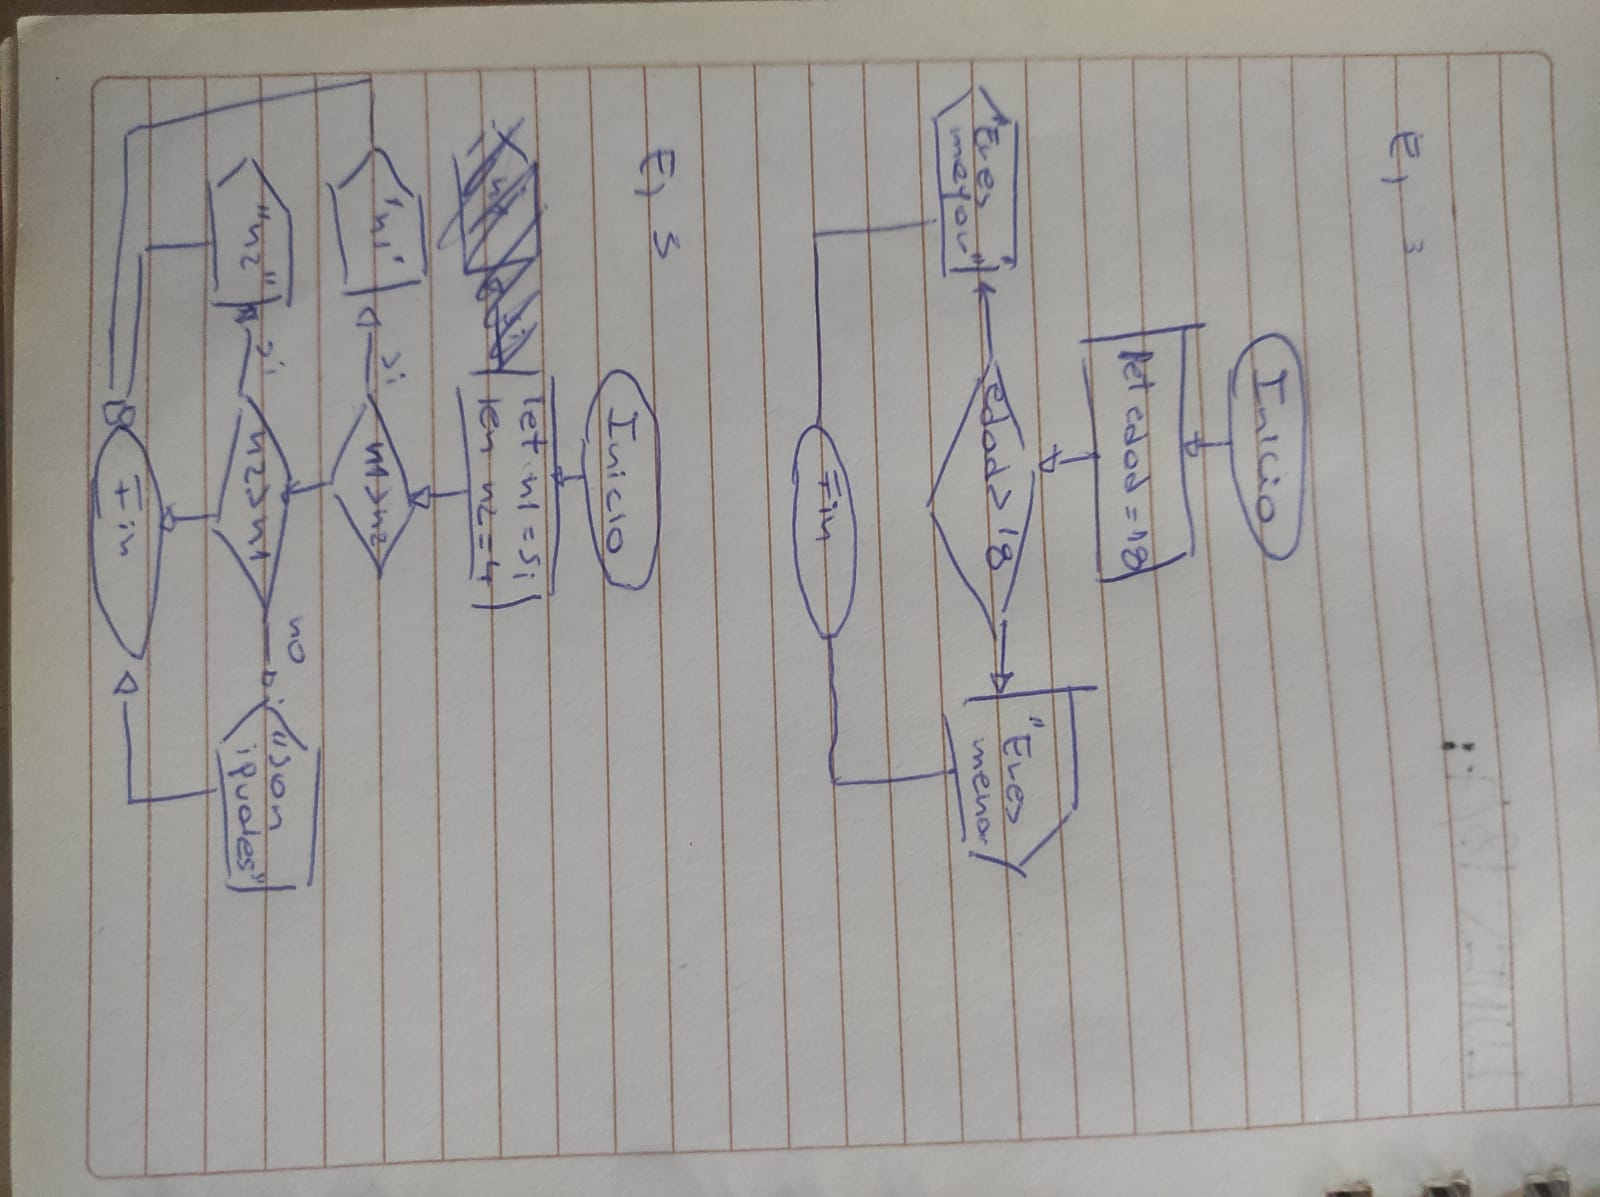 Ej 3
Inicio
let edad = 18
edad > 18
"Eres
mayor"
"Eres
menor"
Fin
Ej 5
Inicio
let n1 = 5;
len n2 = 4
n1 > n2
si
"n1"
n2 > n1
si
"n2"
no
"Son
iguales"
Fin